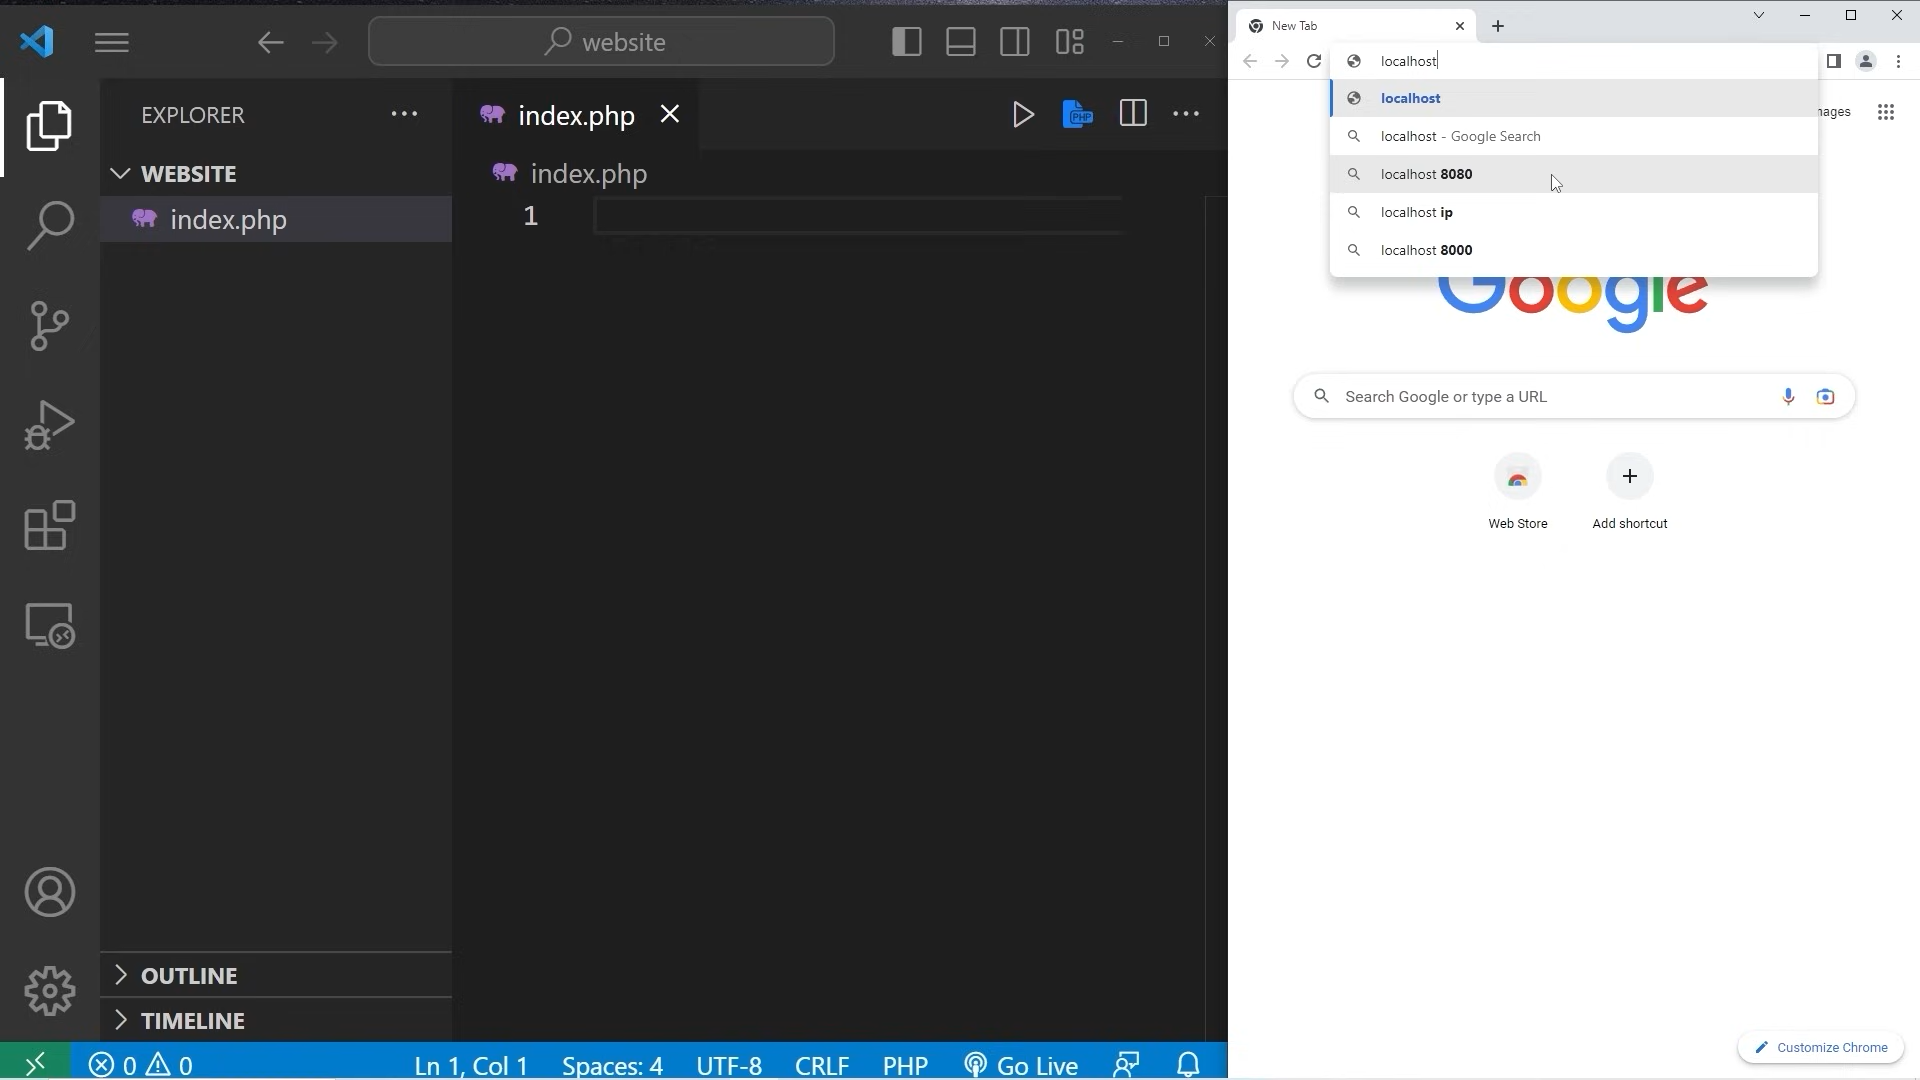 website
EXPLORER
WEBSITE
index.php
OUTLINE
TIMELINE
index.php
PHP
index.php
1
0 0
Ln 1, Col 1
Spaces: 4
UTF-8
CRLF
PHP
Go Live
New Tab
localhost
localhost
localhost - Google Search
localhost 8080
localhost ip
localhost 8000
Google
Search Google or type a URL
Web Store
Add shortcut
Customize Chrome